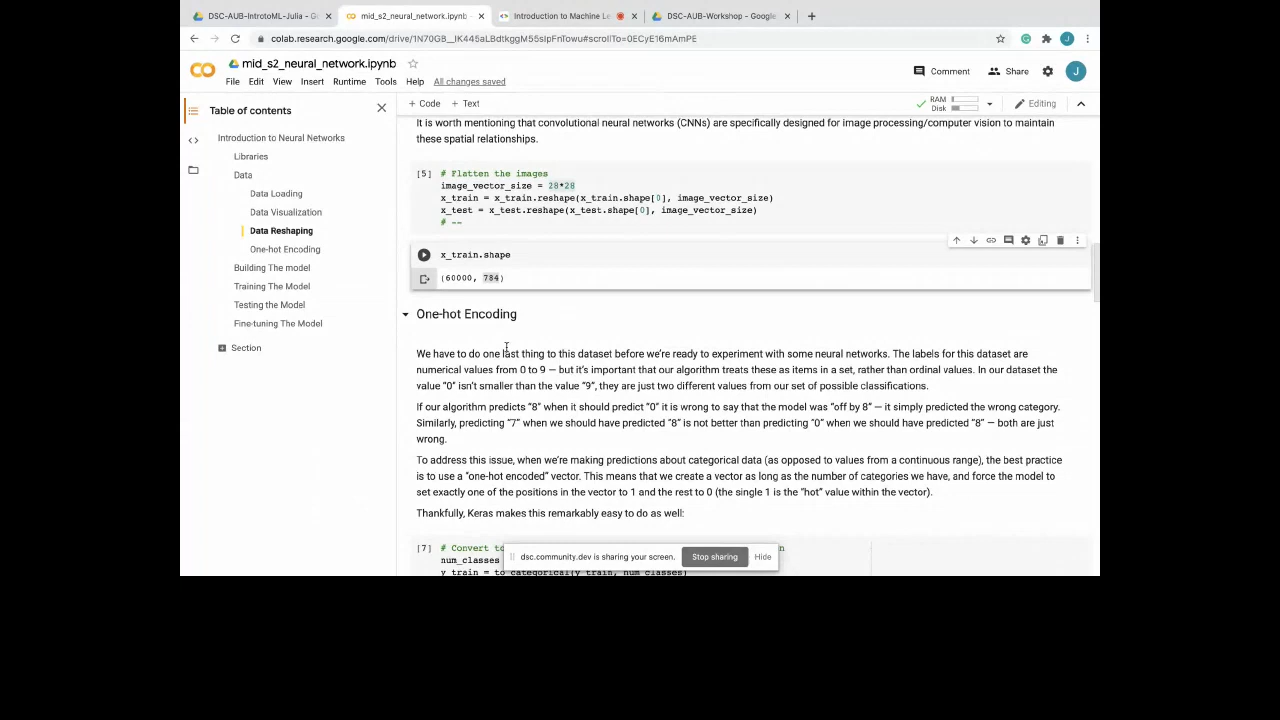 DSC-AUB-IntrotoML-Julia - G
mid_s2_neural_network.ipynb -
Introduction to Machine Le
DSC-AUB-Workshop - Google
colab.research.google.com/drive/1N70GB__IK445aLBdtkggM55sIpFnTowu#scrollTo=0ECyE16mAmPE
J
mid_s2_neural_network.ipynb
File Edit View Insert Runtime Tools Help All changes saved
Comment Share J
Table of contents
+ Code + Text
RAM
Disk
Editing
Introduction to Neural Networks
Libraries
Data
Data Loading
Data Visualization
Data Reshaping
One-hot Encoding
Building The model
Training The Model
Testing the Model
Fine-tuning The Model
Section
It is worth mentioning that convolutional neural networks (CNNs) are specifically designed for image processing/computer vision to maintain
these spatial relationships.
[5] # Flatten the images
image_vector_size = 28*28
x_train = x_train.reshape(x_train.shape[0], image_vector_size)
x_test = x_test.reshape(x_test.shape[0], image_vector_size)
# --
x_train.shape
(60000, 784)
One-hot Encoding
We have to do one last thing to this dataset before we're ready to experiment with some neural networks. The labels for this dataset are
numerical values from 0 to 9 — but it's important that our algorithm treats these as items in a set, rather than ordinal values. In our dataset the
value “0” isn't smaller than the value “9”, they are just two different values from our set of possible classifications.
If our algorithm predicts “8” when it should predict “0” it is wrong to say that the model was “off by 8” — it simply predicted the wrong category.
Similarly, predicting “7” when we should have predicted “8” is not better than predicting “0” when we should have predicted “8” — both are just
wrong.
To address this issue, when we're making predictions about categorical data (as opposed to values from a continuous range), the best practice
is to use a “one-hot encoded” vector. This means that we create a vector as long as the number of categories we have, and force the model to
set exactly one of the positions in the vector to 1 and the rest to 0 (the single 1 is the “hot” value within the vector).
Thankfully, Keras makes this remarkably easy to do as well:
[7] # Convert to
num_classes
y_train = to_categorical(y_train, num_classes)
dsc.community.dev is sharing your screen. Stop sharing Hide